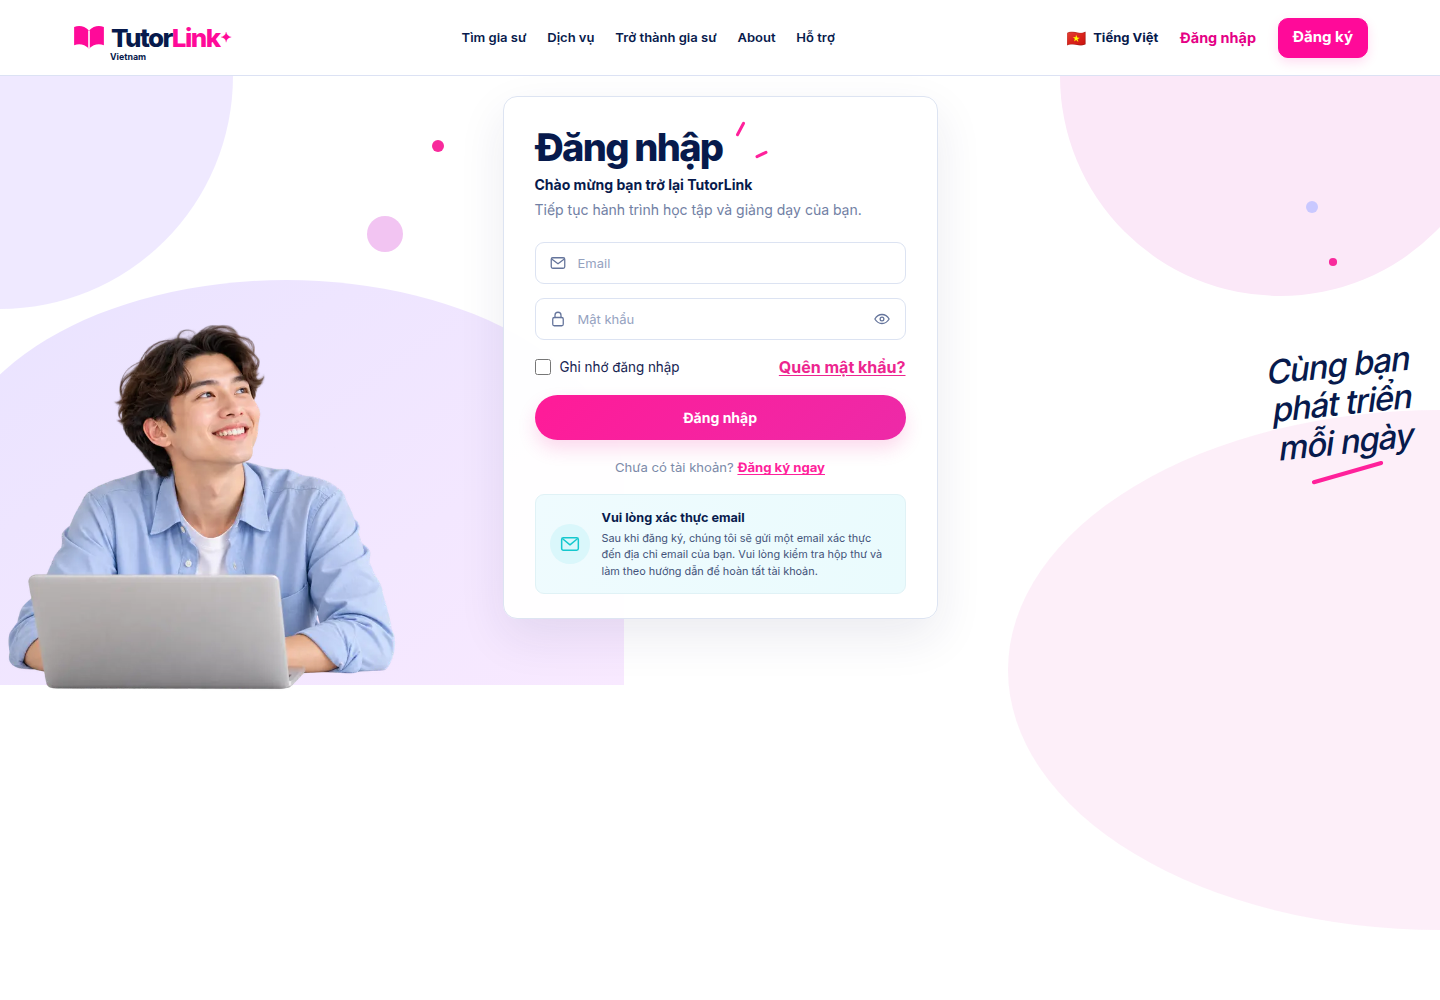 TutorLink
Vietnam
Tìm gia sư
Dịch vụ
Trở thành gia sư
About
Hỗ trợ
Tiếng Việt
Đăng nhập
Đăng ký
Đăng nhập
Chào mừng bạn trở lại TutorLink
Tiếp tục hành trình học tập và giảng dạy của bạn.
Email
Mật khẩu
Ghi nhớ đăng nhập
Quên mật khẩu?
Đăng nhập
Chưa có tài khoản? Đăng ký ngay
Vui lòng xác thực email
Sau khi đăng ký, chúng tôi sẽ gửi một email xác thực
đến địa chỉ email của bạn. Vui lòng kiểm tra hộp thư và
làm theo hướng dẫn để hoàn tất tài khoản.
Cùng bạn
phát triển
mỗi ngày